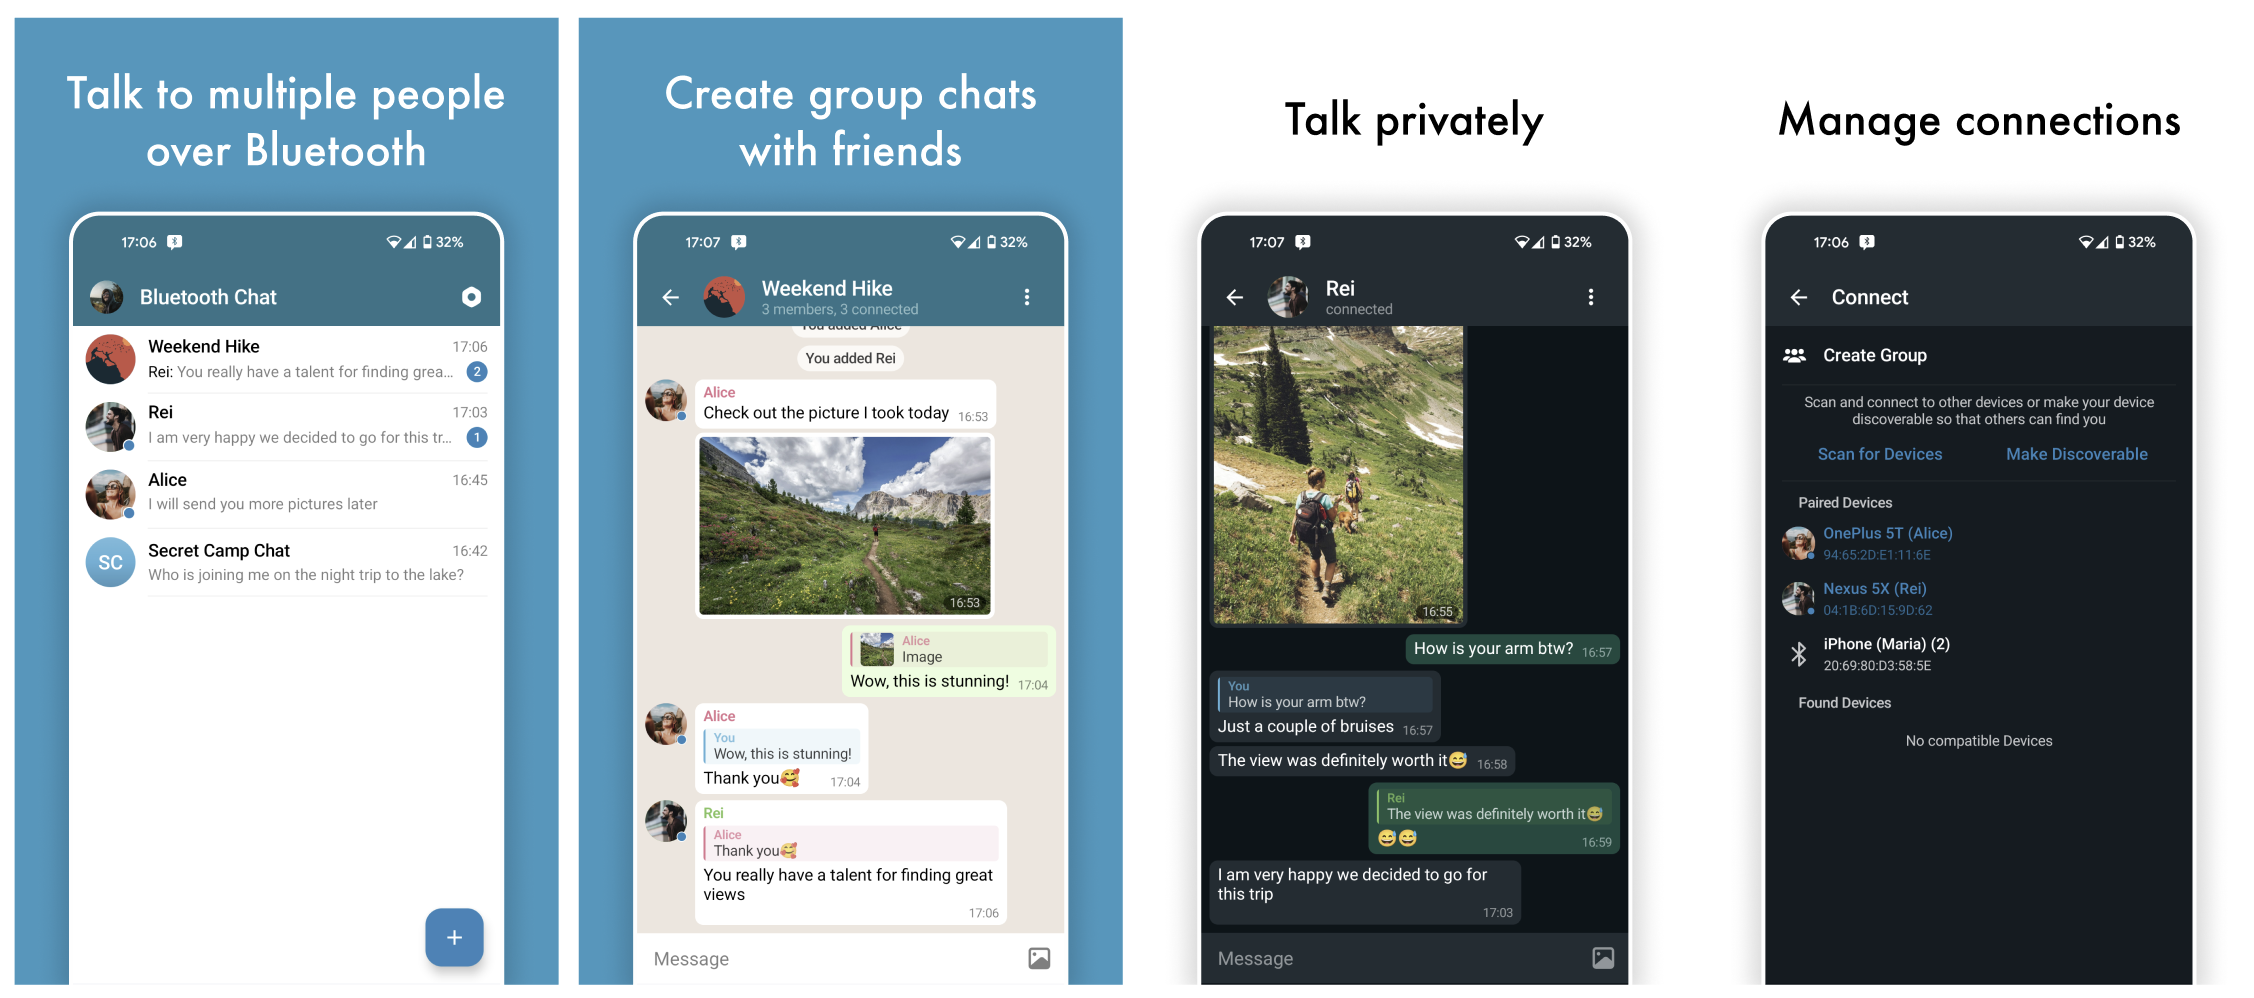 Talk to multiple people
over Bluetooth
17:06
32%
Bluetooth Chat
Weekend Hike
17:06
Rei: You really have a talent for finding grea...
2
Rei
17:03
I am very happy we decided to go for this tr...
1
Alice
16:45
I will send you more pictures later
SC
Secret Camp Chat
16:42
Who is joining me on the night trip to the lake?
+
Create group chats
with friends
17:07
32%
Weekend Hike
3 members, 3 connected
You added Alice
You added Rei
Alice
Check out the picture I took today 16:53
16:53
Alice
Image
Wow, this is stunning! 17:04
Alice
You
Wow, this is stunning!
Thank you🥰 17:04
Rei
Alice
Thank you🥰
You really have a talent for finding great
views
17:06
Message
Talk privately
17:07
32%
Rei
connected
16:55
How is your arm btw? 16:57
You
How is your arm btw?
Just a couple of bruises 16:57
The view was definitely worth it😅 16:58
Rei
The view was definitely worth it😅
😅😅 16:59
I am very happy we decided to go for
this trip
17:03
Message
Manage connections
17:06
32%
Connect
Create Group
Scan and connect to other devices or make your device
discoverable so that others can find you
Scan for Devices
Make Discoverable
Paired Devices
OnePlus 5T (Alice)
94:65:2D:E1:11:6E
Nexus 5X (Rei)
04:1B:6D:15:9D:62
iPhone (Maria) (2)
20:69:80:D3:58:5E
Found Devices
No compatible Devices